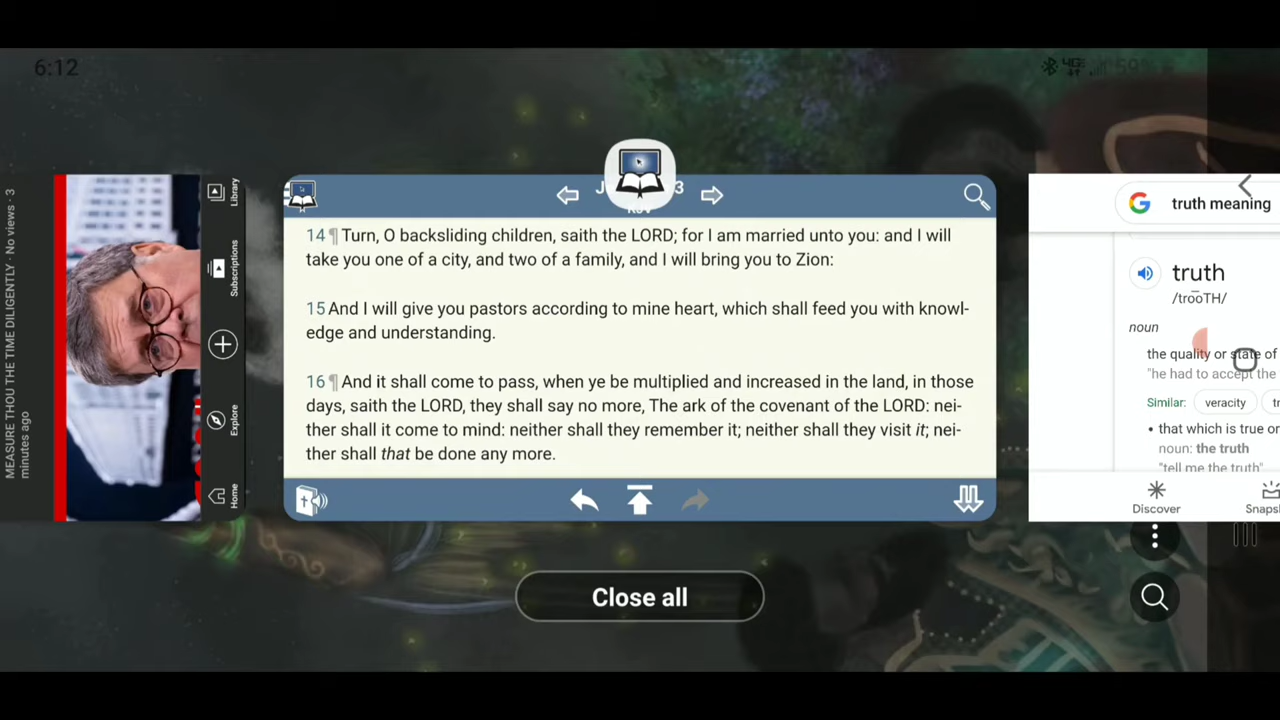 6:12
MEASURE THOU THE TIME DILIGENTLY · No views · 3
minutes ago
Library
Subscriptions
Explore
Home
14 ¶ Turn, O backsliding children, saith the LORD; for I am married unto you: and I will
take you one of a city, and two of a family, and I will bring you to Zion:
15 And I will give you pastors according to mine heart, which shall feed you with knowl-
edge and understanding.
16 ¶ And it shall come to pass, when ye be multiplied and increased in the land, in those
days, saith the LORD, they shall say no more, The ark of the covenant of the LORD: nei-
ther shall it come to mind: neither shall they remember it; neither shall they visit it; nei-
ther shall that be done any more.
Close all
truth meaning
truth
/tro͞oTH/
noun
the quality or state of
"he had to accept the
Similar:
veracity
• that which is true or
noun: the truth
"tell me the truth"
Discover